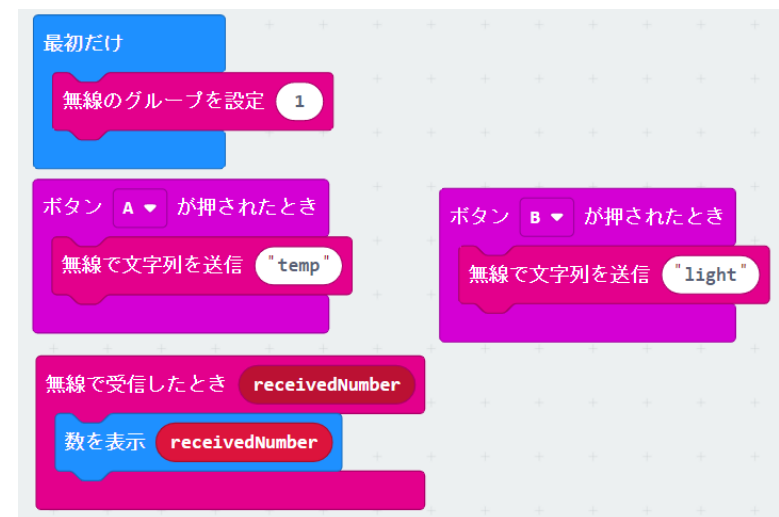 最初だけ
無線のグループを設定 1
ボタン A が押されたとき
無線で文字列を送信 "temp"
ボタン B が押されたとき
無線で文字列を送信 "light"
無線で受信したとき receivedNumber
数を表示 receivedNumber